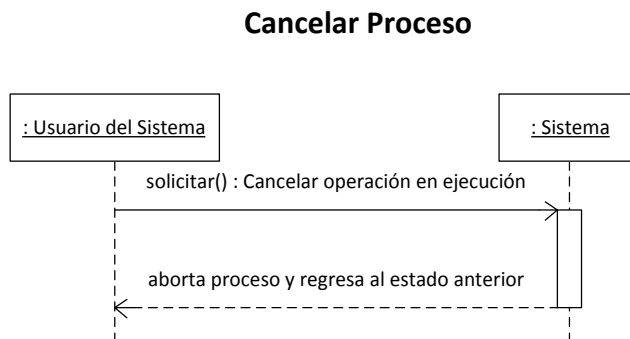 Cancelar Proceso
: Usuario del Sistema
: Sistema
solicitar() : Cancelar operación en ejecución
aborta proceso y regresa al estado anterior